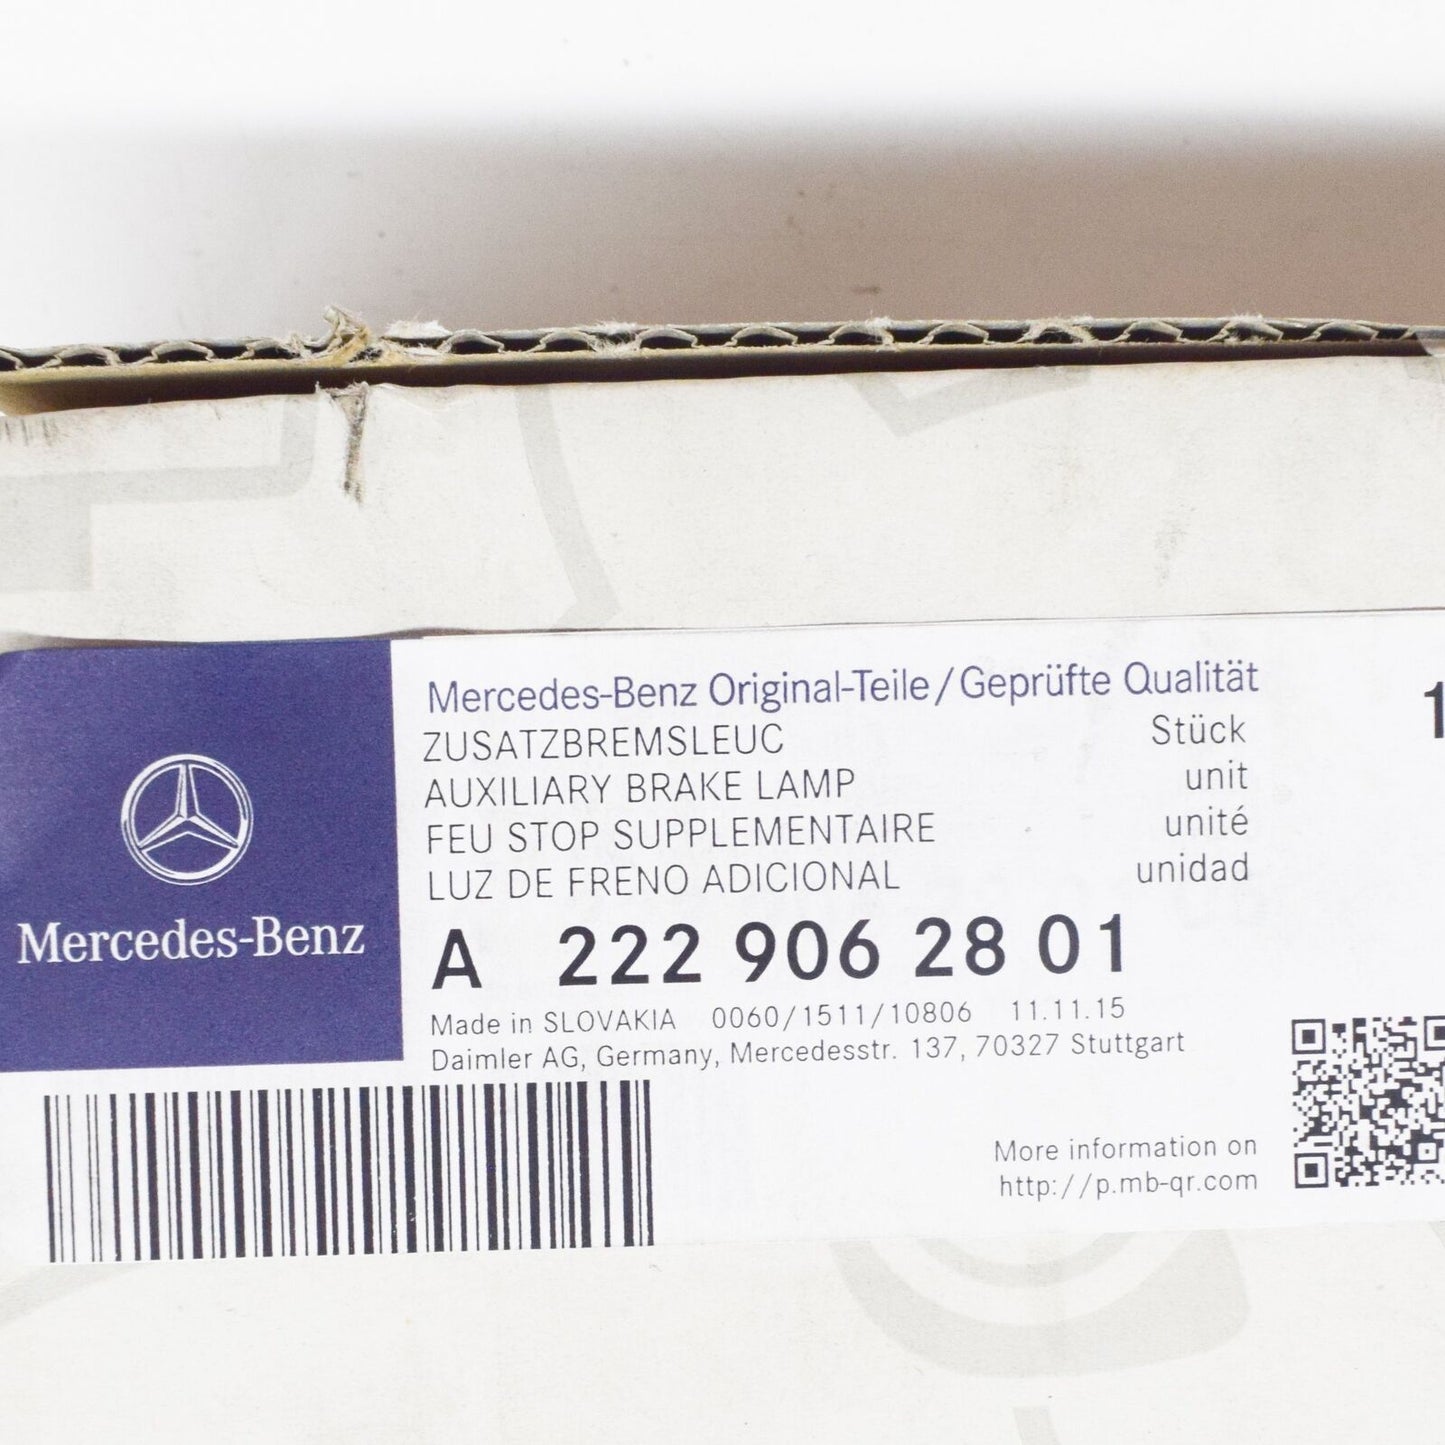 Mercedes-Benz
Mercedes-Benz Original-Teile/Geprüfte Qualität
ZUSATZBREMSLEUC Stück 1
AUXILIARY BRAKE LAMP unit
FEU STOP SUPPLEMENTAIRE unité
LUZ DE FRENO ADICIONAL unidad
A 222 906 28 01
Made in SLOVAKIA 0060/1511/10806 11.11.15
Daimler AG, Germany, Mercedesstr. 137, 70327 Stuttgart
More information on
http://p.mb-qr.com